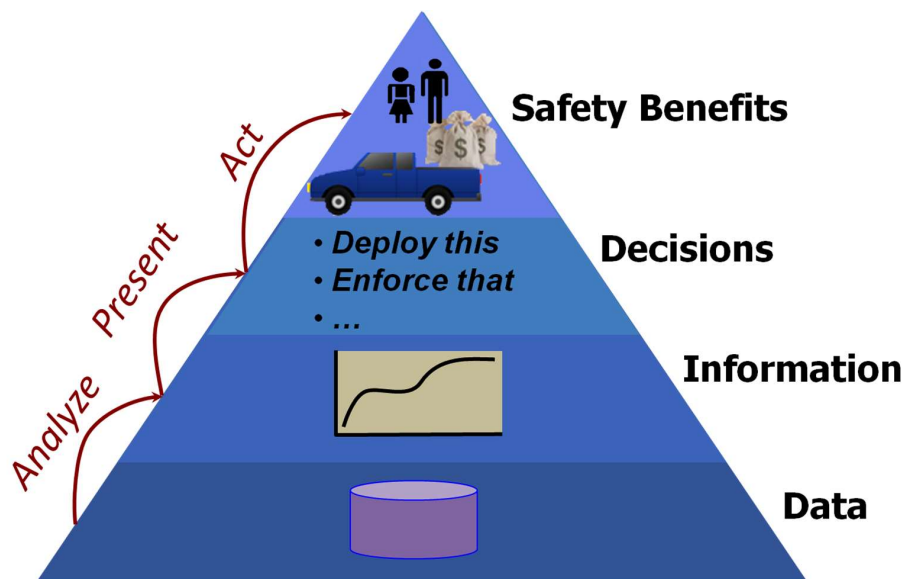 Safety Benefits
Act
$ $ $
Decisions
• Deploy this
• Enforce that
• ...
Present
Information
Analyze
Data